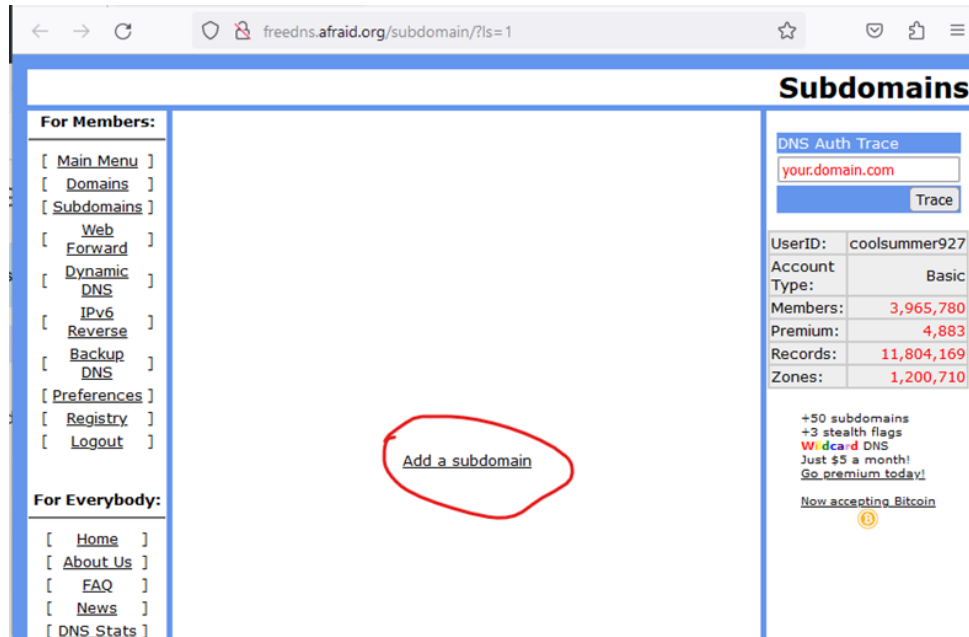 freedns.afraid.org/subdomain/?ls=1
Subdomains
For Members:
[ Main Menu ]
[ Domains ]
[ Subdomains ]
[ Web
Forward ]
[ Dynamic
DNS ]
[ IPv6
Reverse ]
[ Backup
DNS ]
[ Preferences ]
[ Registry ]
[ Logout ]
For Everybody:
[ Home ]
[ About Us ]
[ FAQ ]
[ News ]
[ DNS Stats ]
Add a subdomain
DNS Auth Trace
your.domain.com
Trace
UserID: coolsummer927
Account
Type: Basic
Members: 3,965,780
Premium: 4,883
Records: 11,804,169
Zones: 1,200,710
+50 subdomains
+3 stealth flags
Wildcard DNS
Just $5 a month!
Go premium today!
Now accepting Bitcoin